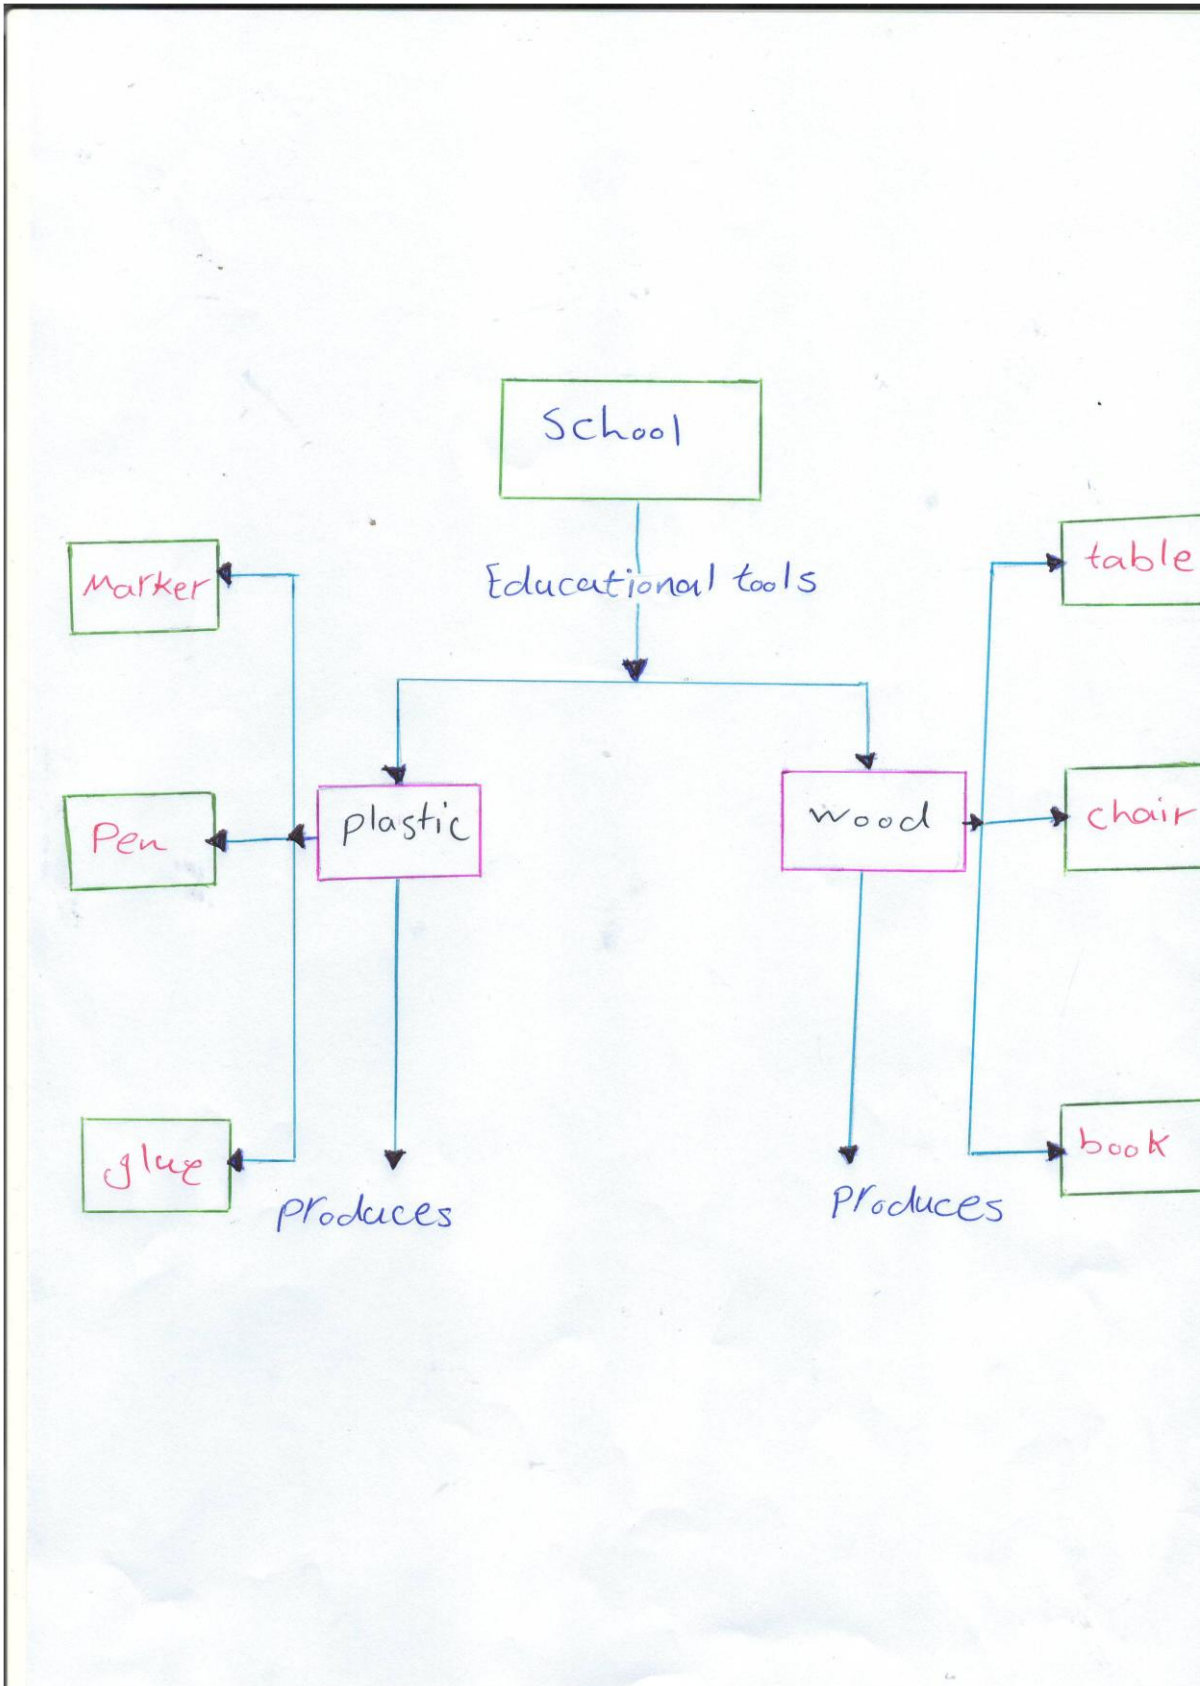 School
Educational tools
Marker
table
plastic
wood
Pen
chair
glue
book
produces
produces